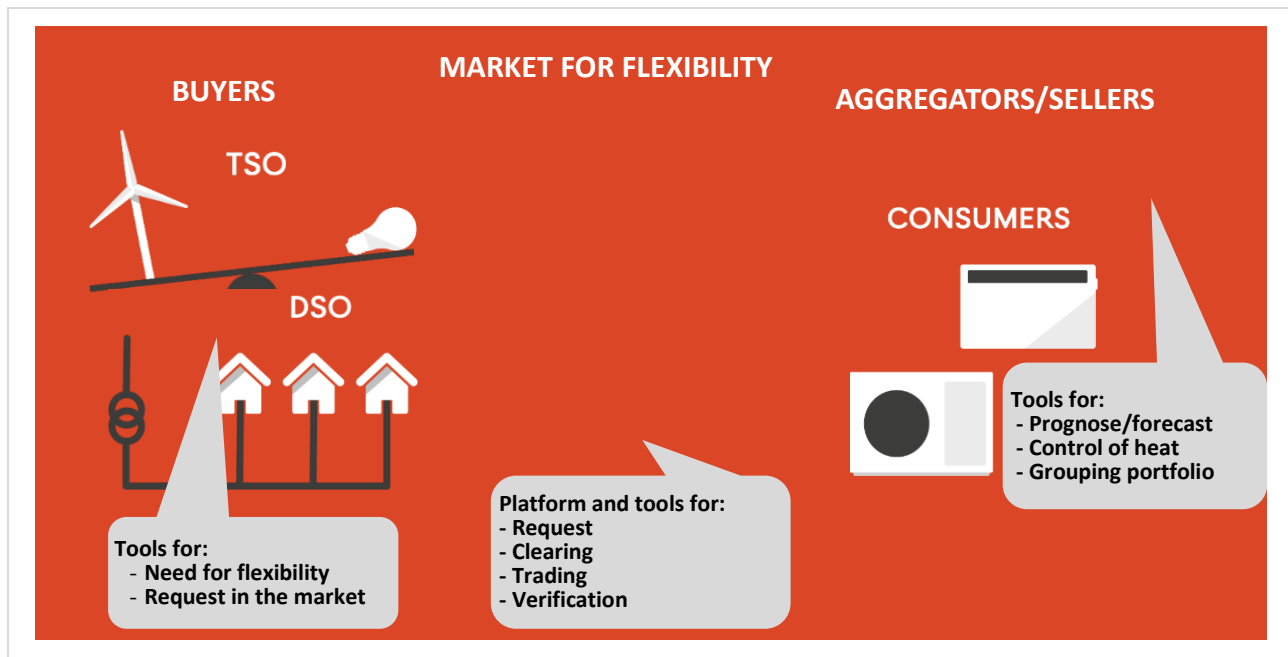 MARKET FOR FLEXIBILITY
BUYERS
AGGREGATORS/SELLERS
TSO
CONSUMERS
DSO
Tools for:
- Prognose/forecast
- Control of heat
- Grouping portfolio
Platform and tools for:
- Request
- Clearing
- Trading
- Verification
Tools for:
- Need for flexibility
- Request in the market